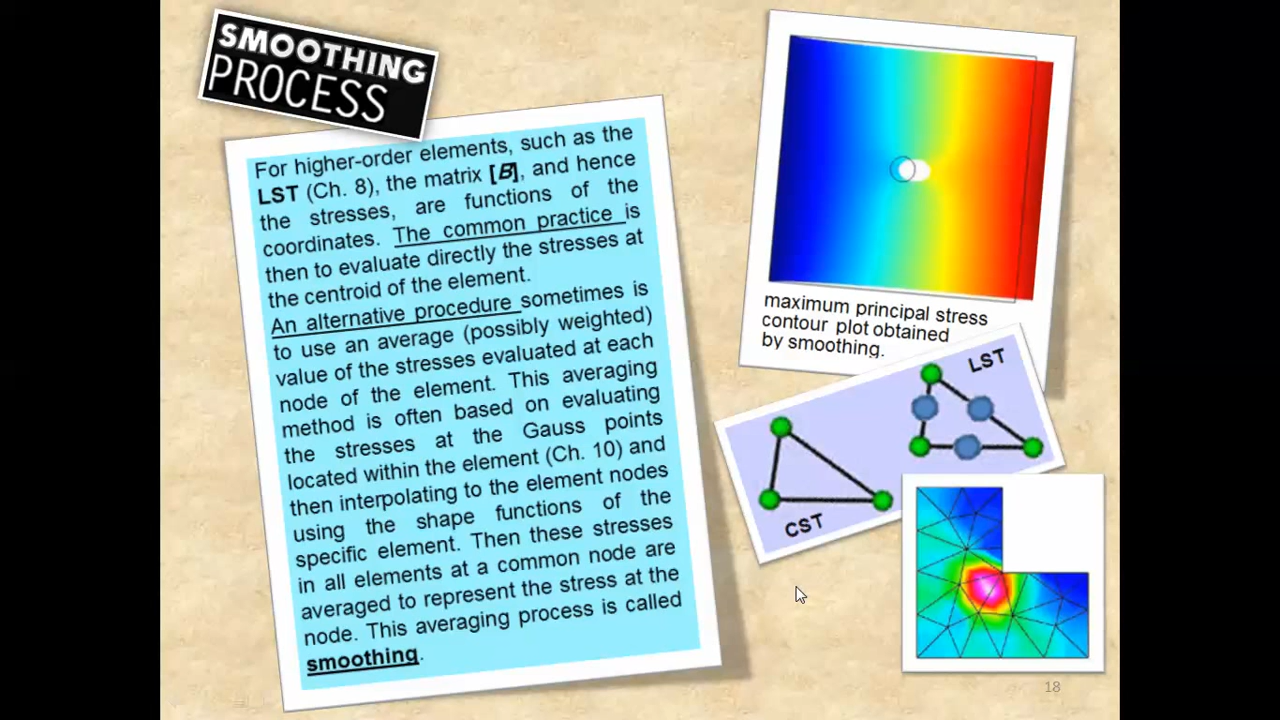 SMOOTHING
PROCESS
For higher-order elements, such as the
LST (Ch. 8), the matrix [B], and hence
the stresses, are functions of the
coordinates. The common practice is
then to evaluate directly the stresses at
the centroid of the element.
An alternative procedure sometimes is
to use an average (possibly weighted)
value of the stresses evaluated at each
node of the element. This averaging
method is often based on evaluating
the stresses at the Gauss points
located within the element (Ch. 10) and
then interpolating to the element nodes
using the shape functions of the
specific element. Then these stresses
in all elements at a common node are
averaged to represent the stress at the
node. This averaging process is called
smoothing.
maximum principal stress
contour plot obtained
by smoothing.
LST
CST
18